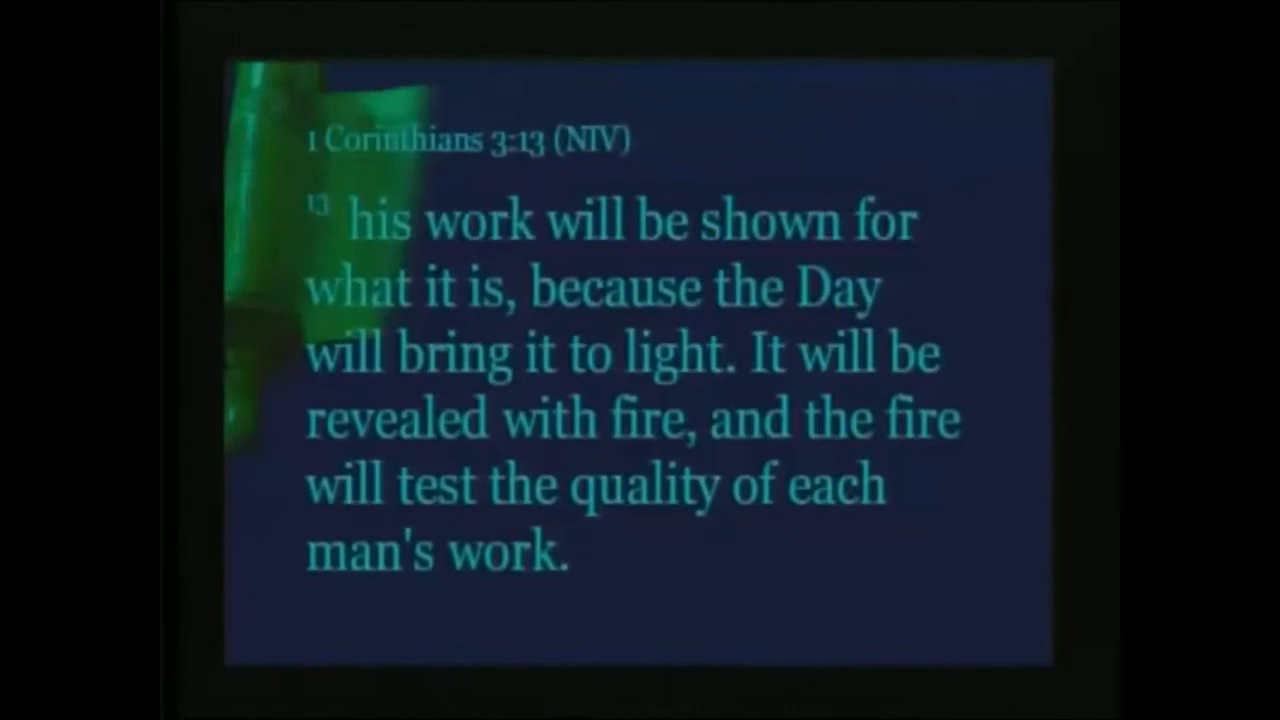 1 Corinthians 3:13 (NIV)
13 his work will be shown for
what it is, because the Day
will bring it to light. It will be
revealed with fire, and the fire
will test the quality of each
man's work.